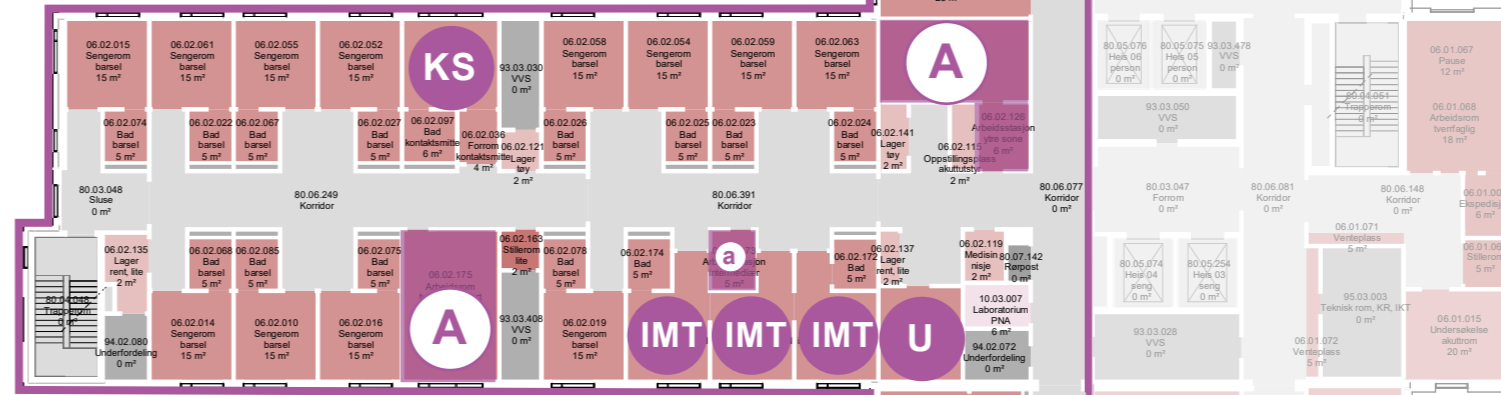 06.02.015
Sengerom
barsel
15 m²
06.02.061
Sengerom
barsel
15 m²
06.02.055
Sengerom
barsel
15 m²
06.02.052
Sengerom
barsel
15 m²
KS
93.03.030
VVS
0 m²
06.02.058
Sengerom
barsel
15 m²
06.02.054
Sengerom
barsel
15 m²
06.02.059
Sengerom
barsel
15 m²
06.02.063
Sengerom
barsel
15 m²
A
80.05.076
Heis 06
person
0 m²
80.05.075
Heis 05
person
0 m²
93.03.478
VVS
0 m²
80.04.051
Trapperom
0 m²
06.01.067
Pause
12 m²
06.01.068
Arbeidsrom
tverrfaglig
18 m²
93.03.050
VVS
0 m²
06.02.074
Bad
barsel
5 m²
06.02.022
Bad
barsel
5 m²
06.02.067
Bad
barsel
5 m²
06.02.027
Bad
barsel
5 m²
06.02.097
Bad
kontaktsmitte
6 m²
06.02.036
Forrom
kontaktsmitte
4 m²
06.02.121
Lager
tøy
2 m²
06.02.026
Bad
barsel
5 m²
06.02.025
Bad
barsel
5 m²
06.02.023
Bad
barsel
5 m²
06.02.024
Bad
barsel
5 m²
06.02.141
Lager
tøy
2 m²
06.02.115
Oppstillingsplass
akuttutstyr
2 m²
06.02.126
Arbeidsstasjon
ytre sone
6 m²
80.03.048
Sluse
0 m²
80.06.249
Korridor
80.06.391
Korridor
80.06.077
Korridor
0 m²
80.03.047
Forrom
0 m²
80.06.081
Korridor
0 m²
80.06.148
Korridor
0 m²
Ekspedisj
6 m²
06.01.071
Venteplass
5 m²
Stillerom
5 m²
06.02.135
Lager
rent, lite
2 m²
06.02.068
Bad
barsel
5 m²
06.02.085
Bad
barsel
5 m²
06.02.075
Bad
barsel
5 m²
06.02.175
A
06.02.163
Stillerom
lite
2 m²
06.02.078
Bad
barsel
5 m²
06.02.174
Bad
5 m²
a
5 m²
06.02.172
Bad
5 m²
06.02.137
Lager
rent, lite
2 m²
06.02.119
Medisin
nisje
2 m²
80.07.142
Rørpost
0 m²
80.05.074
Heis 04
seng
0 m²
80.05.254
Heis 03
seng
0 m²
80.04.048
Trapperom
0 m²
94.02.080
Underfordeling
0 m²
06.02.014
Sengerom
barsel
15 m²
06.02.010
Sengerom
barsel
15 m²
06.02.016
Sengerom
barsel
15 m²
93.03.408
VVS
0 m²
06.02.019
Sengerom
barsel
15 m²
IMT
IMT
IMT
U
10.03.007
Laboratorium
PNA
6 m²
94.02.072
Underfordeling
0 m²
93.03.028
VVS
0 m²
95.03.003
Teknisk rom, KR, IKT
0 m²
06.01.072
Venteplass
5 m²
06.01.015
Undersøkelse
akuttrom
20 m²